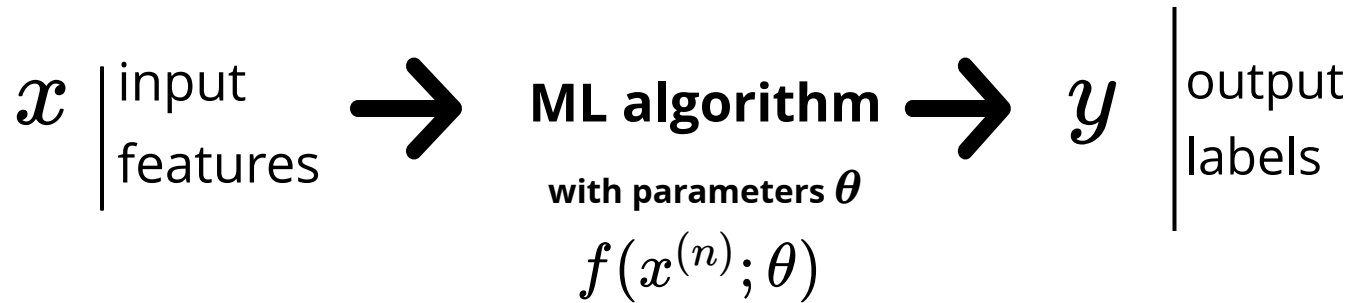 x
input
features
ML algorithm
with parameters θ
f(x^{(n)}; θ)
y
output
labels